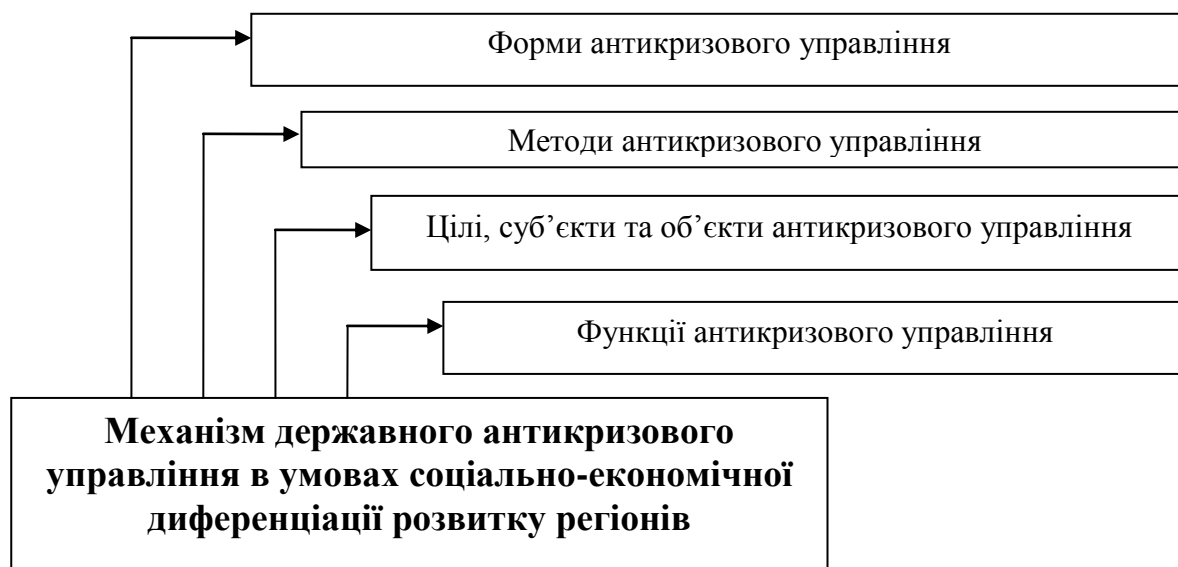 Форми антикризового управління
Методи антикризового управління
Цілі, суб’єкти та об’єкти антикризового управління
Функції антикризового управління
Механізм державного антикризового
управління в умовах соціально-економічної
диференціації розвитку регіонів